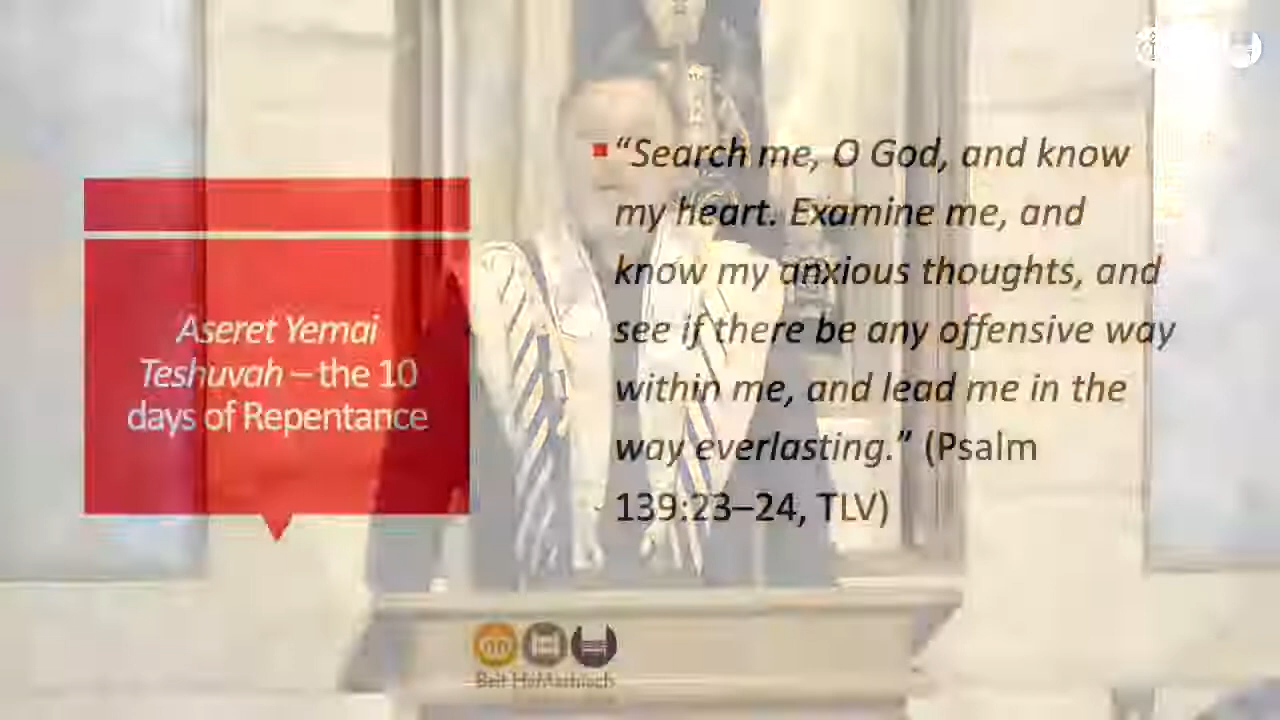 Aseret Yemai
Teshuvah – the 10
days of Repentance
“Search me, O God, and know
my heart. Examine me, and
know my anxious thoughts, and
see if there be any offensive way
within me, and lead me in the
way everlasting.” (Psalm
139:23–24, TLV)
Beit HaMashiach